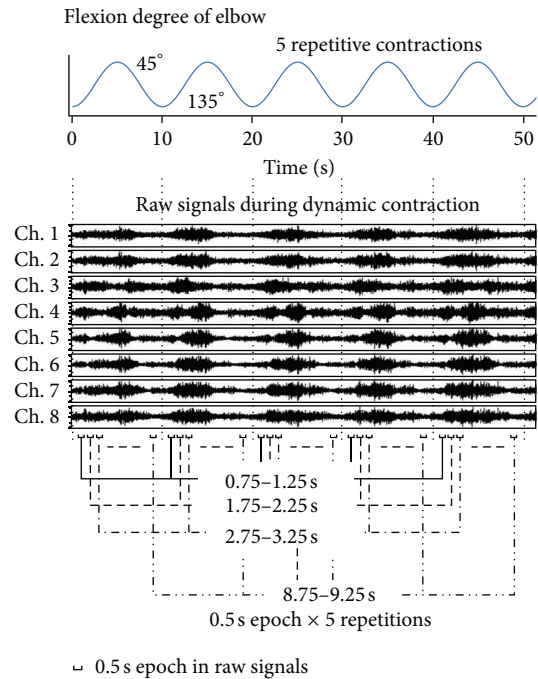 Flexion degree of elbow
5 repetitive contractions
45°
135°
0 10 20 30 40 50
Time (s)
Raw signals during dynamic contraction
Ch. 1
Ch. 2
Ch. 3
Ch. 4
Ch. 5
Ch. 6
Ch. 7
Ch. 8
0.75–1.25 s
1.75–2.25 s
2.75–3.25 s
8.75–9.25 s
0.5 s epoch × 5 repetitions
0.5 s epoch in raw signals